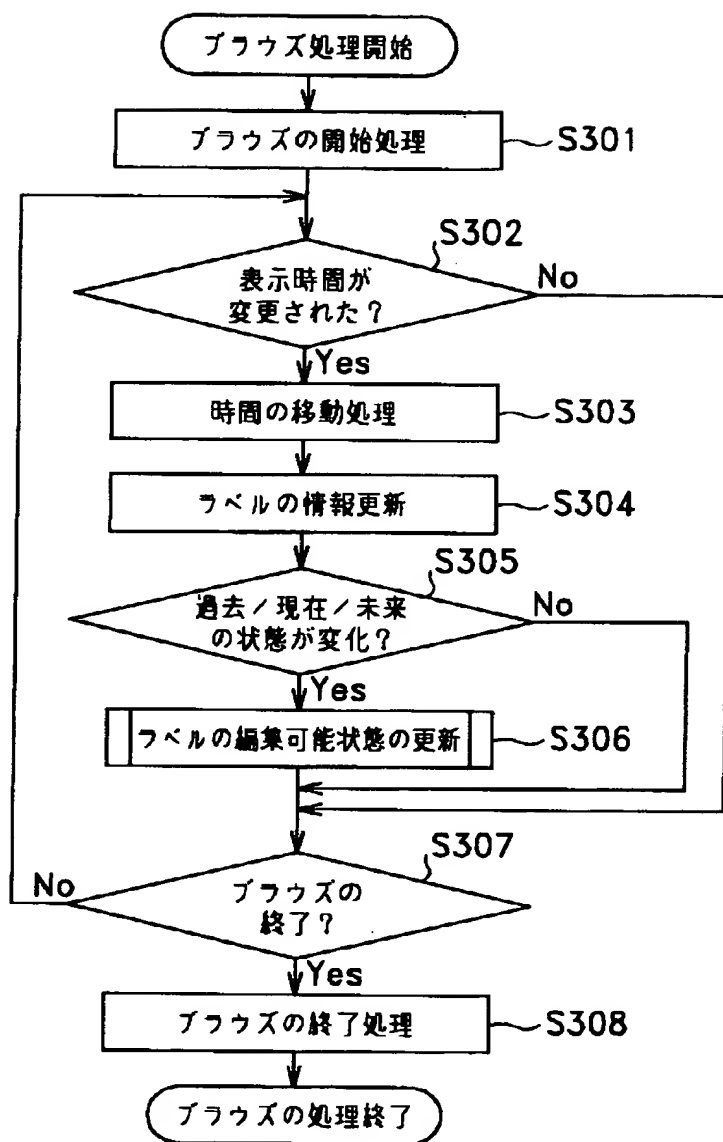 ブラウズ処理開始
ブラウズの開始処理
S301
S302
表示時間が
変更された?
No
Yes
時間の移動処理
S303
ラベルの情報更新
S304
S305
過去/現在/未来
の状態が変化?
No
Yes
ラベルの編集可能状態の更新
S306
S307
No
ブラウズの
終了?
Yes
ブラウズの終了処理
S308
ブラウズの処理終了